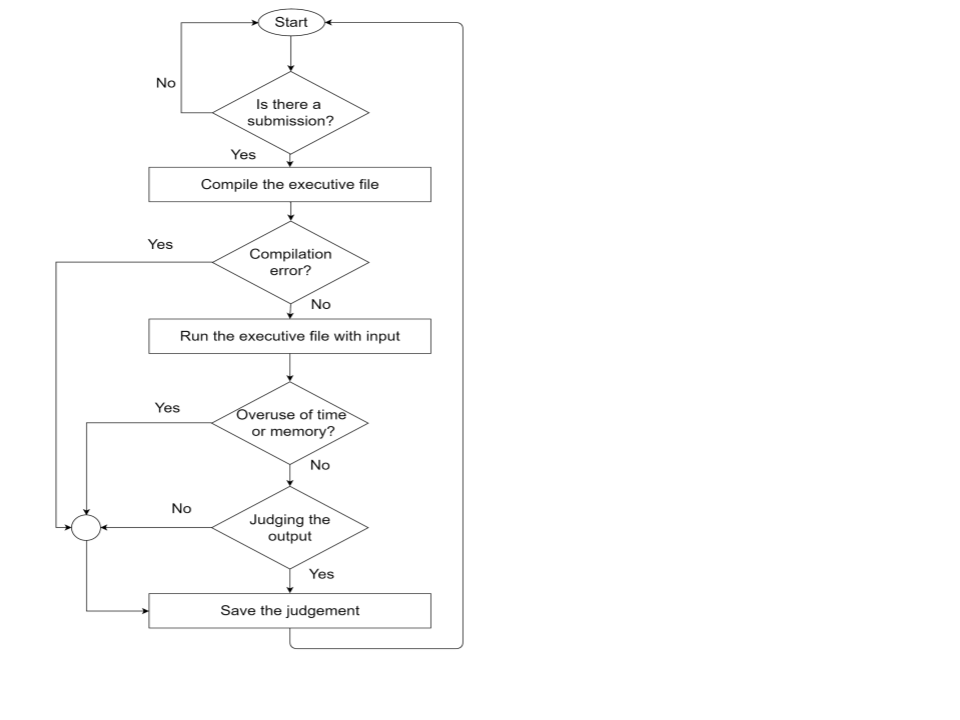 Start
No
Is there a
submission?
Yes
Compile the executive file
Yes
Compilation
error?
No
Run the executive file with input
Yes
Overuse of time
or memory?
No
No
Judging the
output
Yes
Save the judgement